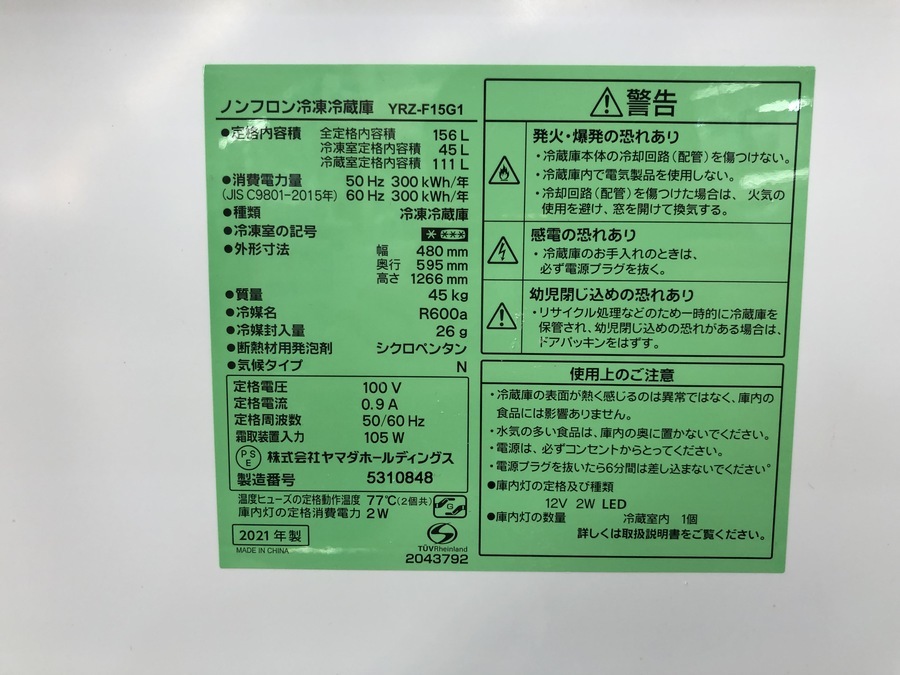 ノンフロン冷凍冷蔵庫 YRZ-F15G1
●定格内容積 全定格内容積 156 L
冷凍室定格内容積 45 L
冷蔵室定格内容積 111 L
●消費電力量 50 Hz 300 kWh/年
(JIS C9801-2015年) 60 Hz 300 kWh/年
●種類 冷凍冷蔵庫
●冷凍室の記号
●外形寸法 幅 480 mm
奥行 595 mm
高さ 1266 mm
●質量 45 kg
●冷媒名 R600a
●冷媒封入量 26 g
●断熱材用発泡剤 シクロペンタン
●気候タイプ N
定格電圧 100 V
定格電流 0.9 A
定格周波数 50/60 Hz
霜取装置入力 105 W
PSE 株式会社ヤマダホールディングス
製造番号 5310848
温度ヒューズの定格動作温度 77℃(2個共)
庫内灯の定格消費電力 2 W
2021 年製
MADE IN CHINA
TÜVRheinland
2043792
警告
発火・爆発の恐れあり
・冷蔵庫本体の冷却回路(配管)を傷つけない。
・冷蔵庫内で電気製品を使用しない。
・冷却回路(配管)を傷つけた場合は、火気の
使用を避け、窓を開けて換気する。
感電の恐れあり
・冷蔵庫のお手入れのときは、
必ず電源プラグを抜く。
幼児閉じ込めの恐れあり
・リサイクル処理などのため一時的に冷蔵庫を
保管され、幼児閉じ込めの恐れがある場合は、
ドアパッキンをはずす。
使用上のご注意
・冷蔵庫の表面が熱く感じるのは異常ではなく、庫内の
食品には影響ありません。
・水気の多い食品は、庫内の奥に置かないでください。
・電源は、必ずコンセントからとってください。
・電源プラグを抜いたら6分間は差し込まないでください。
●庫内灯の定格及び種類
12V 2W LED
●庫内灯の数量 冷蔵室内 1個
詳しくは取扱説明書をご覧ください。